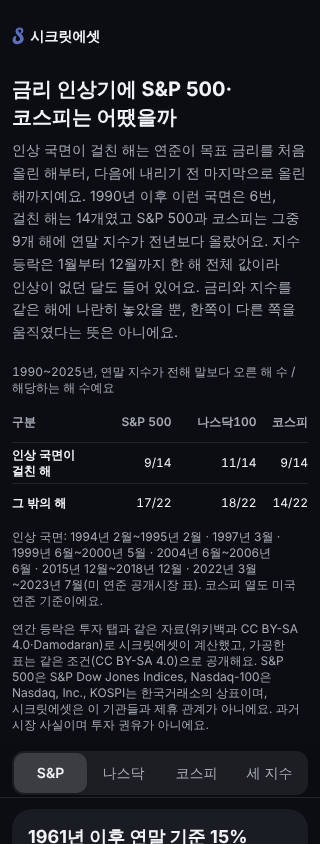 시크릿에셋
금리 인상기에 S&P 500·
코스피는 어땠을까
인상 국면이 걸친 해는 연준이 목표 금리를 처음
올린 해부터, 다음에 내리기 전 마지막으로 올린
해까지예요. 1990년 이후 이런 국면은 6번,
걸친 해는 14개였고 S&P 500과 코스피는 그중
9개 해에 연말 지수가 전년보다 올랐어요. 지수
등락은 1월부터 12월까지 한 해 전체 값이라
인상이 없던 달도 들어 있어요. 금리와 지수를
같은 해에 나란히 놓았을 뿐, 한쪽이 다른 쪽을
움직였다는 뜻은 아니에요.
1990~2025년, 연말 지수가 전해 말보다 오른 해 수 /
해당하는 해 수예요
구분 S&P 500 나스닥100 코스피
인상 국면이
걸친 해 9/14 11/14 9/14
그 밖의 해 17/22 18/22 14/22
인상 국면: 1994년 2월~1995년 2월 · 1997년 3월 ·
1999년 6월~2000년 5월 · 2004년 6월~2006년
6월 · 2015년 12월~2018년 12월 · 2022년 3월
~2023년 7월(미 연준 공개시장 표). 코스피 열도 미국
연준 기준이에요.
연간 등락은 투자 탭과 같은 자료(위키백과 CC BY-SA
4.0·Damodaran)로 시크릿에셋이 계산했고, 가공한
표는 같은 조건(CC BY-SA 4.0)으로 공개해요. S&P
500은 S&P Dow Jones Indices, Nasdaq-100은
Nasdaq, Inc., KOSPI는 한국거래소의 상표이며,
시크릿에셋은 이 기관들과 제휴 관계가 아니에요. 과거
시장 사실이며 투자 권유가 아니에요.
S&P 나스닥 코스피 세 지수
1961년 이후 연말 기준 15%